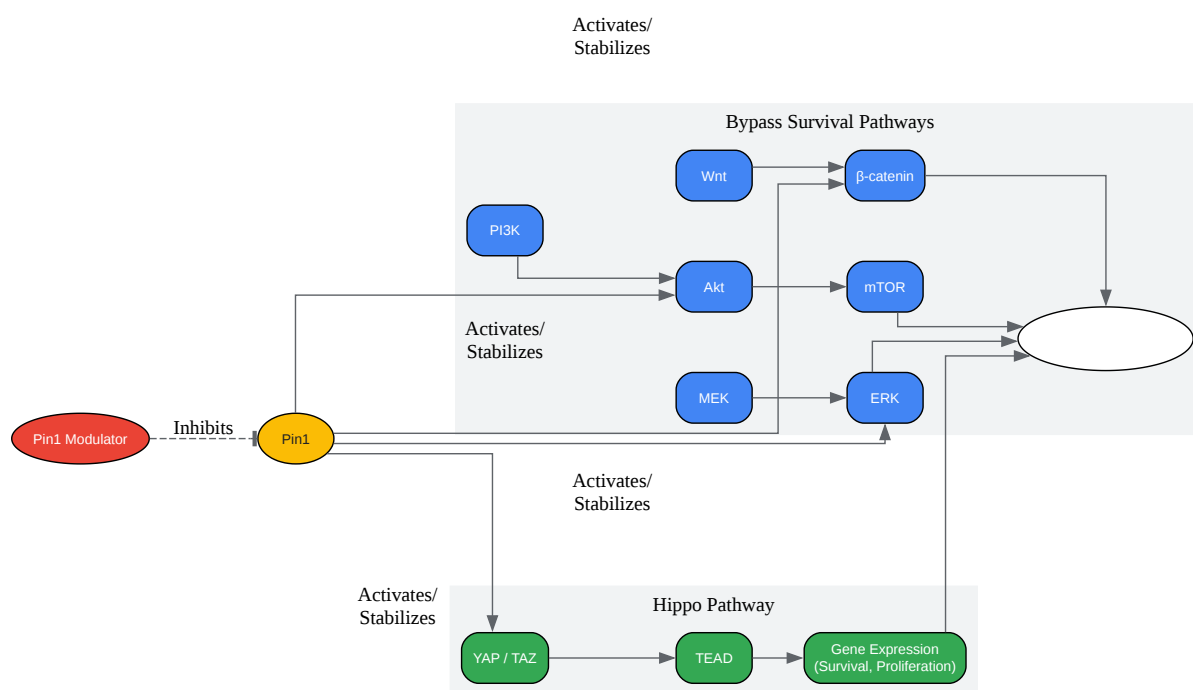 Activates/
Stabilizes
Bypass Survival Pathways
Wnt
β-catenin
PI3K
Akt
mTOR
Activates/
Stabilizes
MEK
ERK
Pin1 Modulator
Inhibits
Pin1
Activates/
Stabilizes
Activates/
Stabilizes
Hippo Pathway
YAP / TAZ
TEAD
Gene Expression
(Survival, Proliferation)